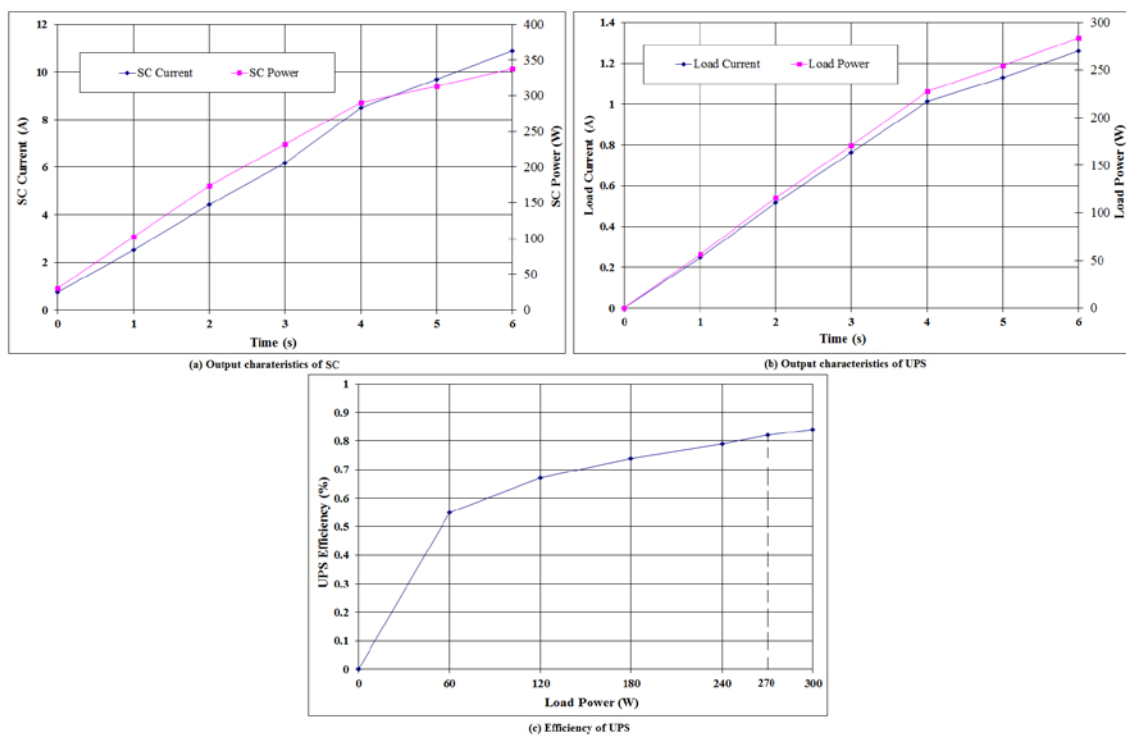 12
10
8
6
4
2
0
SC Current (A)
SC Current
SC Power
400
350
300
250
200
150
100
50
0
SC Power (W)
0 1 2 3 4 5 6
Time (s)
(a) Output charateristics of SC
1.4
1.2
1
0.8
0.6
0.4
0.2
0
Load Current (A)
Load Current
Load Power
300
250
200
150
100
50
0
Load Power (W)
0 1 2 3 4 5 6
Time (s)
(b) Output characteristics of UPS
1
0.9
0.8
0.7
0.6
0.5
0.4
0.3
0.2
0.1
0
UPS Efficiency (%)
0 60 120 180 240 270 300
Load Power (W)
(c) Efficiency of UPS